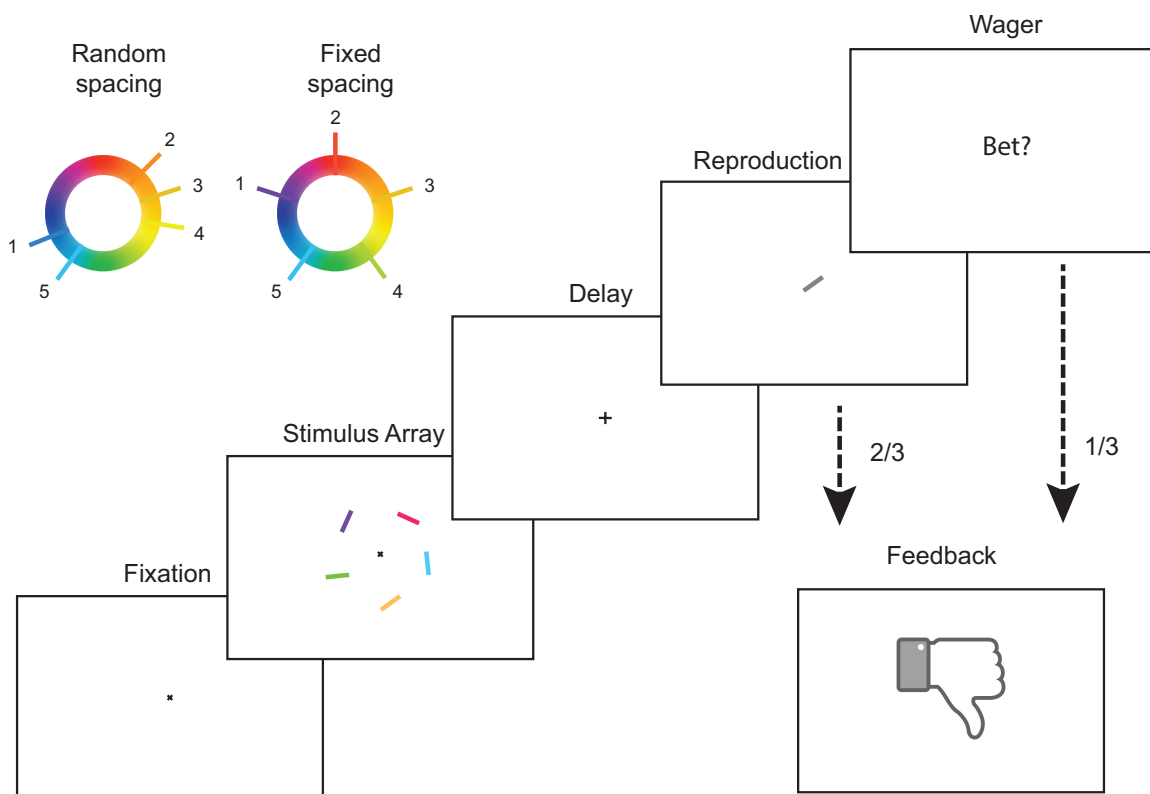 Random
spacing
2
3
4
1
5
Fixed
spacing
2
1
3
5
4
Wager
Bet?
Reproduction
Delay
Stimulus Array
Fixation
2/3
1/3
Feedback